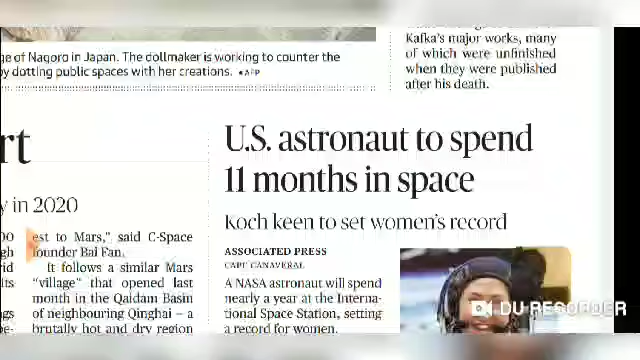 ge of Nagoro in Japan. The dollmaker is working to counter the
by dotting public spaces with her creations. •AFP
Kafka's major works, many
of which were unfinished
when they were published
after his death.
rt
y in 2020
est to Mars," said C-Space
founder Bai Fan.
It follows a similar Mars
"village" that opened last
month in the Qaidam Basin
of neighbouring Qinghai – a
brutally hot and dry region
U.S. astronaut to spend
11 months in space
Koch keen to set women's record
ASSOCIATED PRESS
CAPE CANAVERAL
A NASA astronaut will spend
nearly a year at the Interna-
tional Space Station, setting
a record for women.
DU RECORDER